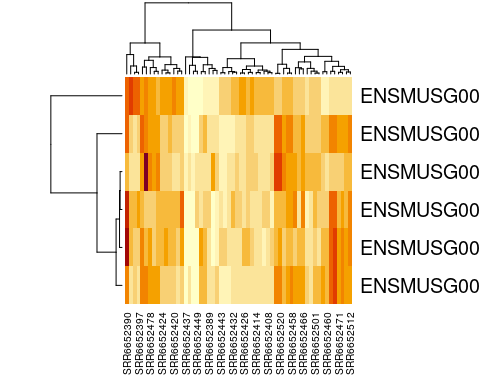 ENSMUSG00
ENSMUSG00
ENSMUSG00
ENSMUSG00
ENSMUSG00
ENSMUSG00
SRR6652390
SRR6652397
SRR6652478
SRR6652424
SRR6652420
SRR6652437
SRR6652449
SRR6652389
SRR6652443
SRR6652432
SRR6652426
SRR6652414
SRR6652408
SRR6652520
SRR6652458
SRR6652466
SRR6652501
SRR6652460
SRR6652471
SRR6652512